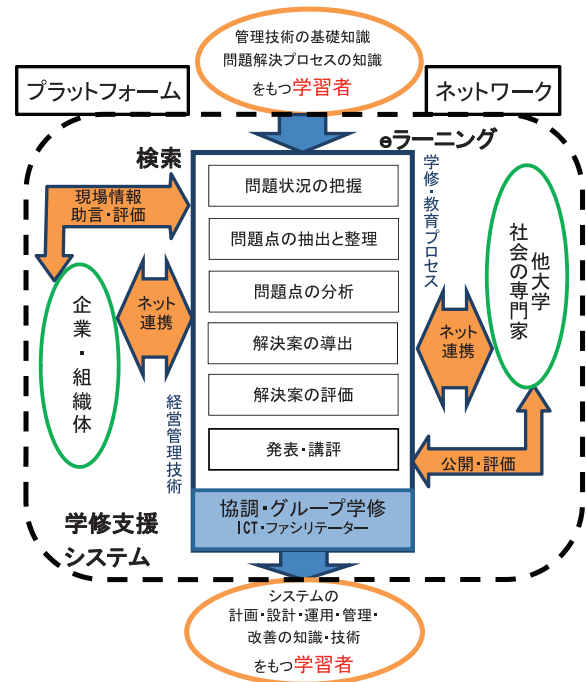 管理技術の基礎知識
問題解決プロセスの知識
をもつ学習者
プラットフォーム
ネットワーク
eラーニング
検索
現場情報
助言・評価
企業・組織体
ネット
連携
経営管理技術
問題状況の把握
問題点の抽出と整理
問題点の分析
解決案の導出
解決案の評価
発表・講評
学修・教育プロセス
他大学
社会の専門家
ネット
連携
公開・評価
協調・グループ学修
ICT・ファシリテーター
学修支援
システム
システムの
計画・設計・運用・管理・
改善の知識・技術
をもつ学習者